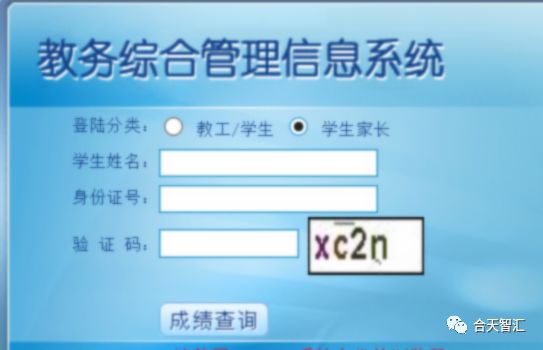 教务综合管理信息系统
登陆分类: 教工/学生 学生家长
学生姓名:
身份证号:
验 证 码: xc2n
成绩查询
合天智汇